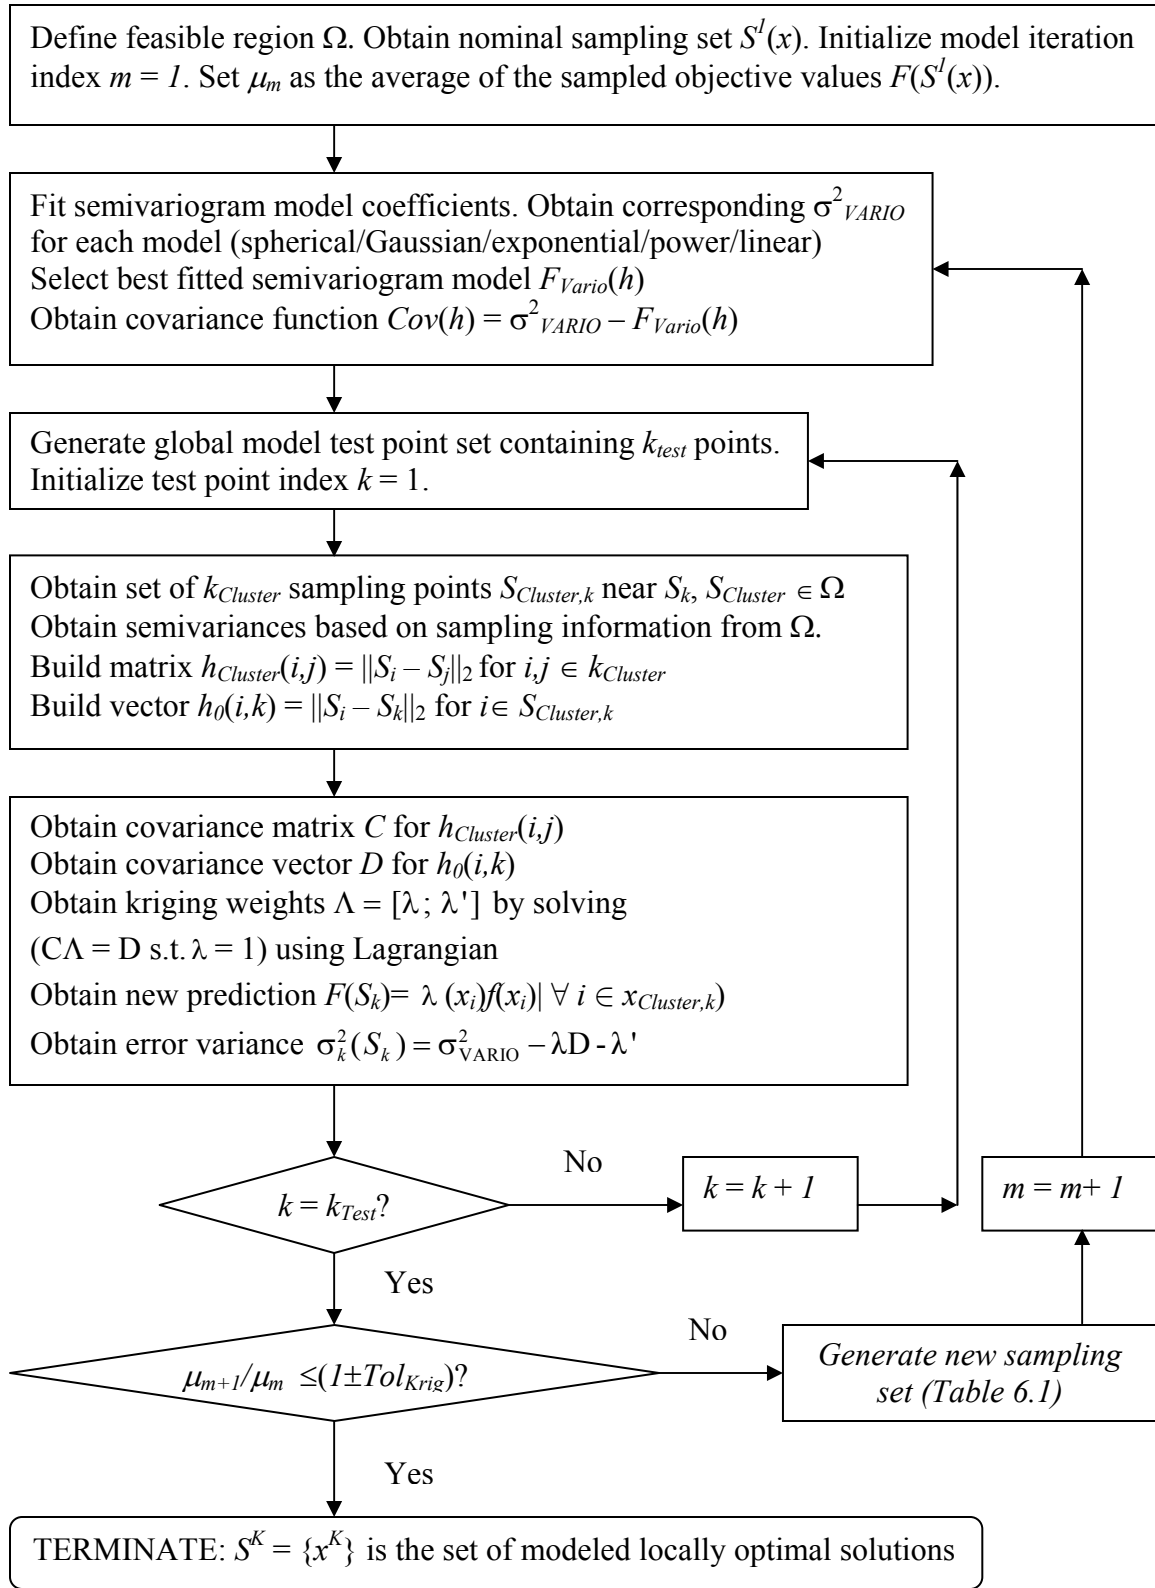 Define feasible region Ω. Obtain nominal sampling set S¹(x). Initialize model iteration
index m = 1. Set μₘ as the average of the sampled objective values F(S¹(x)).
Fit semivariogram model coefficients. Obtain corresponding σ²_VARIO
for each model (spherical/Gaussian/exponential/power/linear)
Select best fitted semivariogram model F_Vario(h)
Obtain covariance function Cov(h) = σ²_VARIO – F_Vario(h)
Generate global model test point set containing k_test points.
Initialize test point index k = 1.
Obtain set of k_Cluster sampling points S_Cluster,k near S_k, S_Cluster ∈ Ω
Obtain semivariances based on sampling information from Ω.
Build matrix h_Cluster(i,j) = ||S_i – S_j||₂ for i,j ∈ k_Cluster
Build vector h₀(i,k) = ||S_i – S_k||₂ for i∈ S_Cluster,k
Obtain covariance matrix C for h_Cluster(i,j)
Obtain covariance vector D for h₀(i,k)
Obtain kriging weights Λ = [λ; λ'] by solving
(CΛ = D s.t. λ = 1) using Lagrangian
Obtain new prediction F(S_k)= λ (x_i)f(x_i)| ∀ i ∈ x_Cluster,k)
Obtain error variance σ²_k(S_k) = σ²_VARIO − λD - λ'
No
k = k_Test?
k = k + 1
m = m+ 1
Yes
No
μ_m+1/μ_m ≤(1±Tol_Krig)?
Generate new sampling
set (Table 6.1)
Yes
TERMINATE: S^K = {x^K} is the set of modeled locally optimal solutions